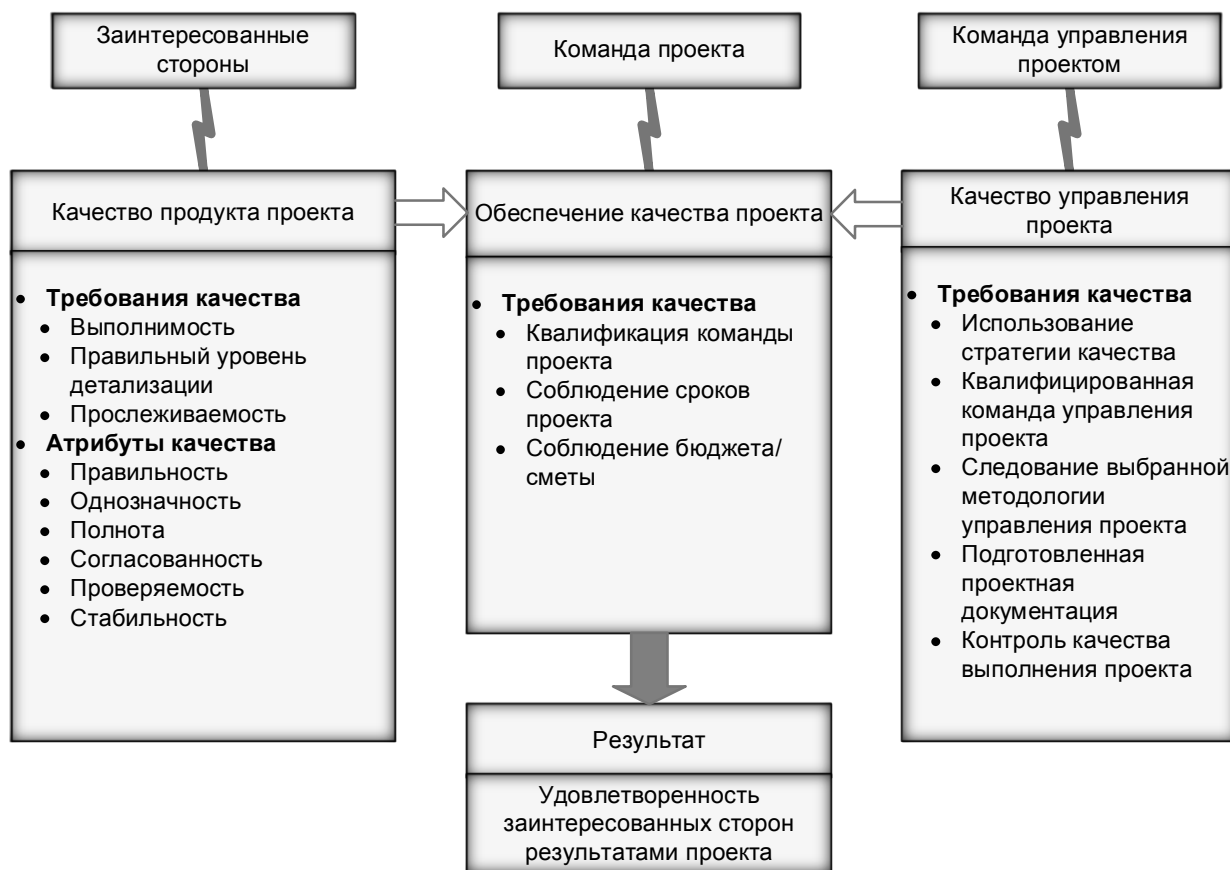 Заинтересованные
стороны
Команда проекта
Команда управления
проектом
Качество продукта проекта
Обеспечение качества проекта
Качество управления
проекта
• Требования качества
• Выполнимость
• Правильный уровень
детализации
• Прослеживаемость
• Атрибуты качества
• Правильность
• Однозначность
• Полнота
• Согласованность
• Проверяемость
• Стабильность
• Требования качества
• Квалификация команды
проекта
• Соблюдение сроков
проекта
• Соблюдение бюджета/
сметы
• Требования качества
• Использование
стратегии качества
• Квалифицированная
команда управления
проекта
• Следование выбранной
методологии
управления проекта
• Подготовленная
проектная
документация
• Контроль качества
выполнения проекта
Результат
Удовлетворенность
заинтересованных сторон
результатами проекта